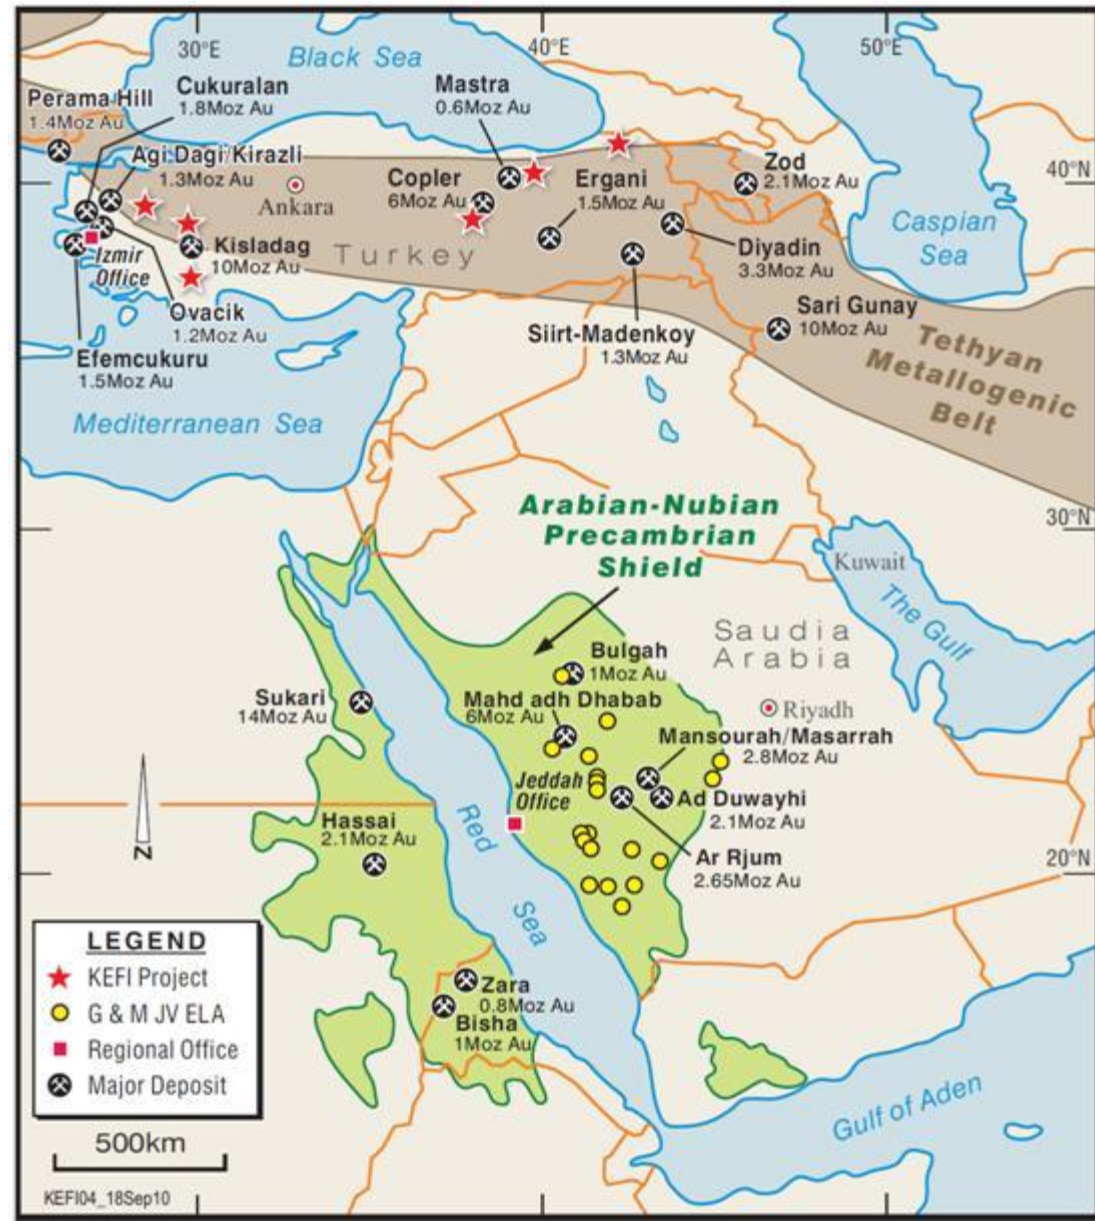 30°E
40°E
50°E
Black Sea
Cukuralan
1.8Moz Au
Mastra
0.6Moz Au
Perama Hill
1.4Moz Au
Agi Dagi/Kirazli
1.3Moz Au
Ankara
Copler
6Moz Au
Ergani
1.5Moz Au
Zod
2.1Moz Au
40°N
Caspian
Sea
Izmir
Office
Kisladag
10Moz Au
Turkey
Diyadin
3.3Moz Au
Ovacik
1.2Moz Au
Siirt-Madenkoy
1.3Moz Au
Sari Gunay
10Moz Au
Efemcukuru
1.5Moz Au
Tethyan
Metallogenic
Belt
Mediterranean Sea
Arabian-Nubian
Precambrian
Shield
30°N
Kuwait
The Gulf
Saudia
Arabia
Bulgah
1Moz Au
Sukari
14Moz Au
Mahd adh Dhabab
6Moz Au
Riyadh
Mansourah/Masarrah
2.8Moz Au
Jeddah
Office
Ad Duwayhi
2.1Moz Au
Red
Sea
Hassai
2.1Moz Au
Ar Rjum
2.65Moz Au
20°N
N
Zara
0.8Moz Au
Bisha
1Moz Au
Gulf of Aden
LEGEND
KEFI Project
G & M JV ELA
Regional Office
Major Deposit
500km
KEFI04_18Sep10